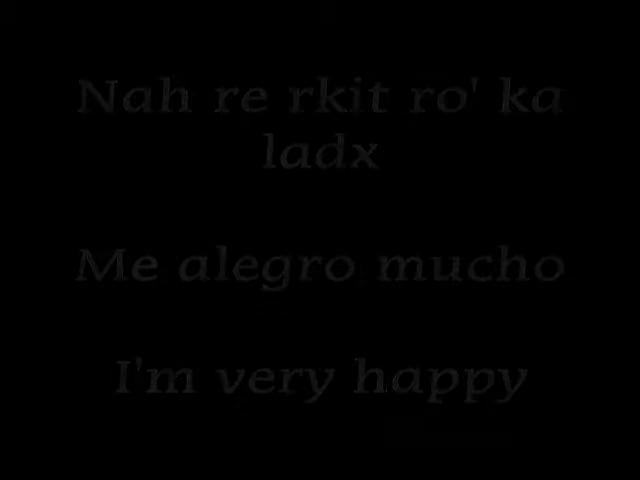 Nah re rkit ro' ka
ladx
Me alegro mucho
I'm very happy